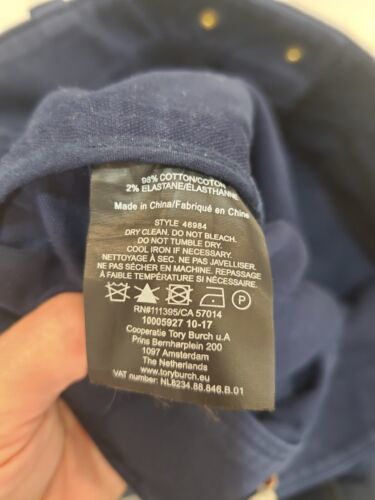 98% COTTON/COTON
2% ELASTANE/ELASTHANNE
Made in China/Fabriqué en Chine
STYLE 46984
DRY CLEAN. DO NOT BLEACH.
DO NOT TUMBLE DRY.
COOL IRON IF NECESSARY.
NETTOYAGE À SEC. NE PAS JAVELLISER.
NE PAS SÉCHER EN MACHINE. REPASSAGE
À FAIBLE TEMPÉRATURE SI NÉCESSAIRE.
P
RN#111395/CA 57014
10005927 10-17
Cooperatie Tory Burch u.A
Prins Bernharplein 200
1097 Amsterdam
The Netherlands
www.toryburch.eu
VAT number: NL8234.88.846.B.01